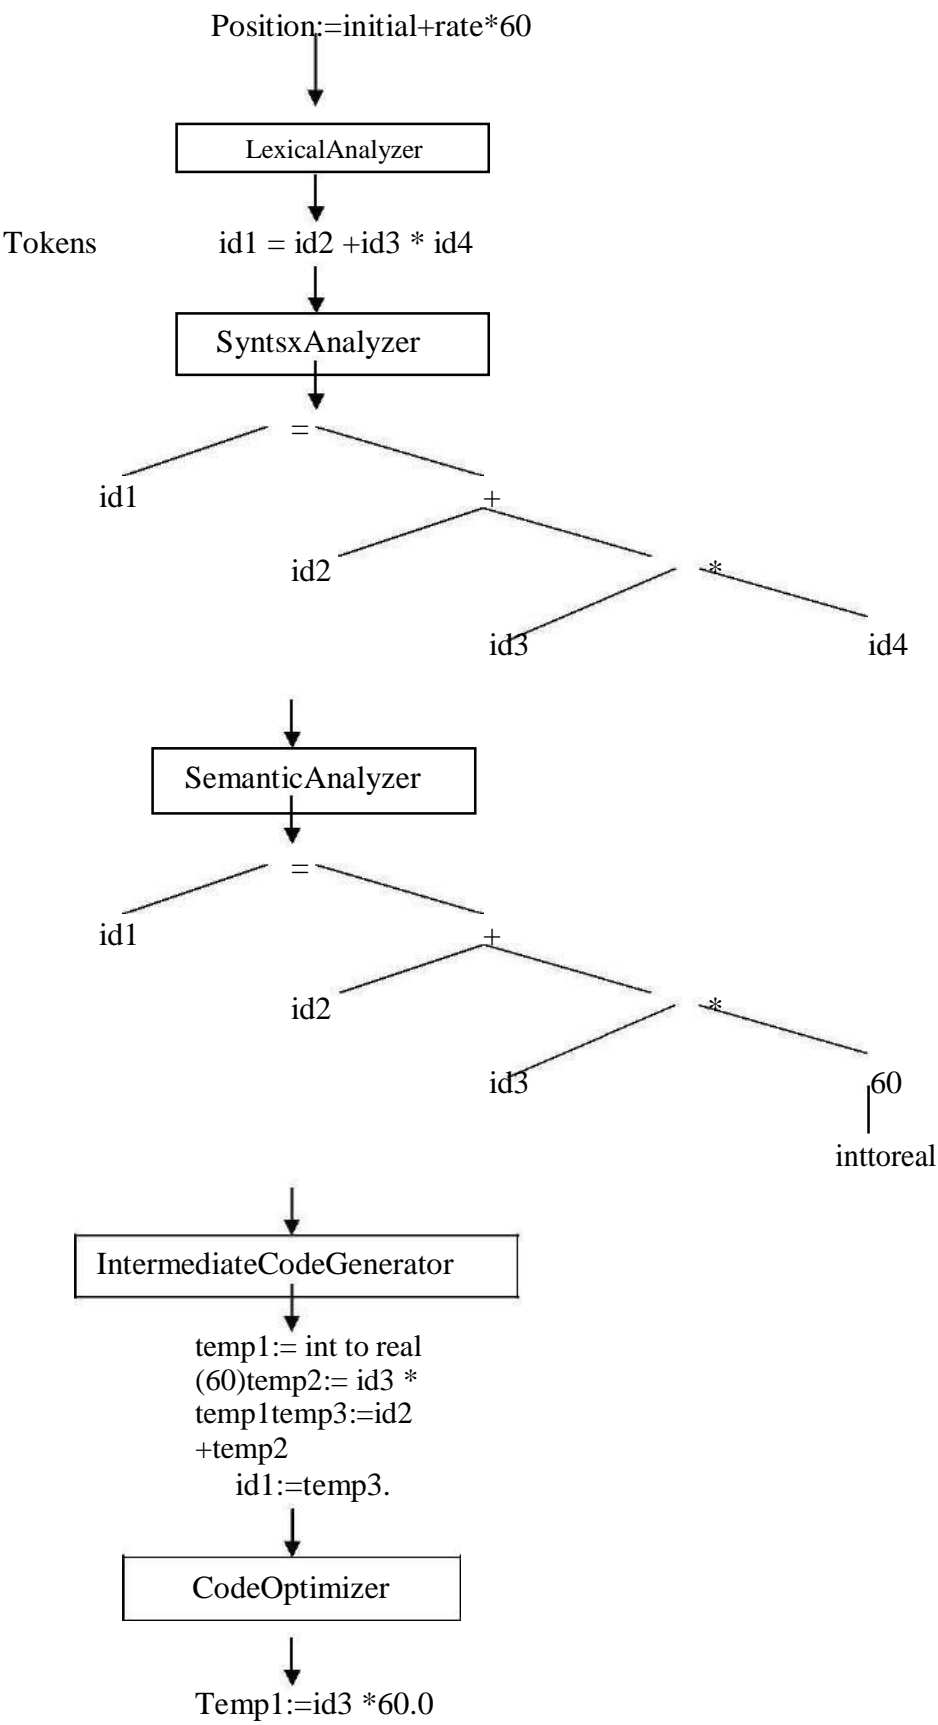 Position:=initial+rate*60
LexicalAnalyzer
Tokens id1 = id2 +id3 * id4
SyntsxAnalyzer
=
id1
+
id2
*
id3 id4
SemanticAnalyzer
=
id1
+
id2
*
id3 60
inttoreal
IntermediateCodeGenerator
temp1:= int to real
(60)temp2:= id3 *
temp1temp3:=id2
+temp2
id1:=temp3.
CodeOptimizer
Temp1:=id3 *60.0